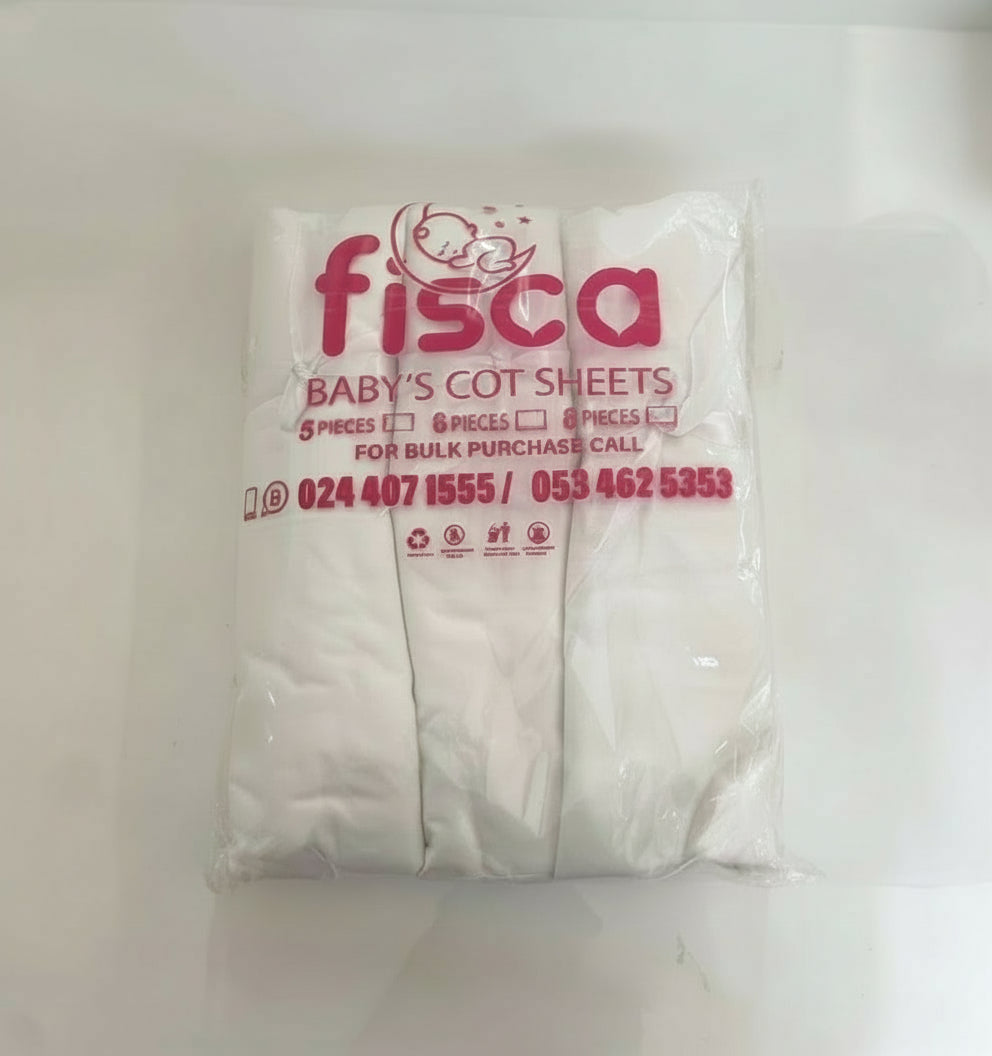 fisca
BABY'S COT SHEETS
5 PIECES 6 PIECES 8 PIECES
FOR BULK PURCHASE CALL
B 024 407 1555 / 053 462 5353